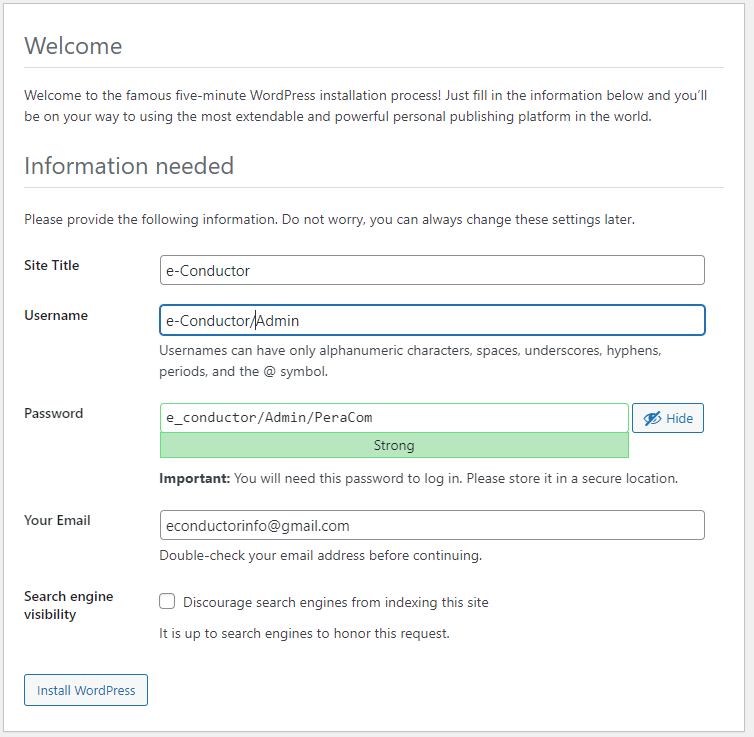 Welcome
Welcome to the famous five-minute WordPress installation process! Just fill in the information below and you’ll
be on your way to using the most extendable and powerful personal publishing platform in the world.
Information needed
Please provide the following information. Do not worry, you can always change these settings later.
Site Title
e-Conductor
Username
e-Conductor/Admin
Usernames can have only alphanumeric characters, spaces, underscores, hyphens,
periods, and the @ symbol.
Password
e_conductor/Admin/PeraCom
Hide
Strong
Important: You will need this password to log in. Please store it in a secure location.
Your Email
econductorinfo@gmail.com
Double-check your email address before continuing.
Search engine
visibility
Discourage search engines from indexing this site
It is up to search engines to honor this request.
Install WordPress